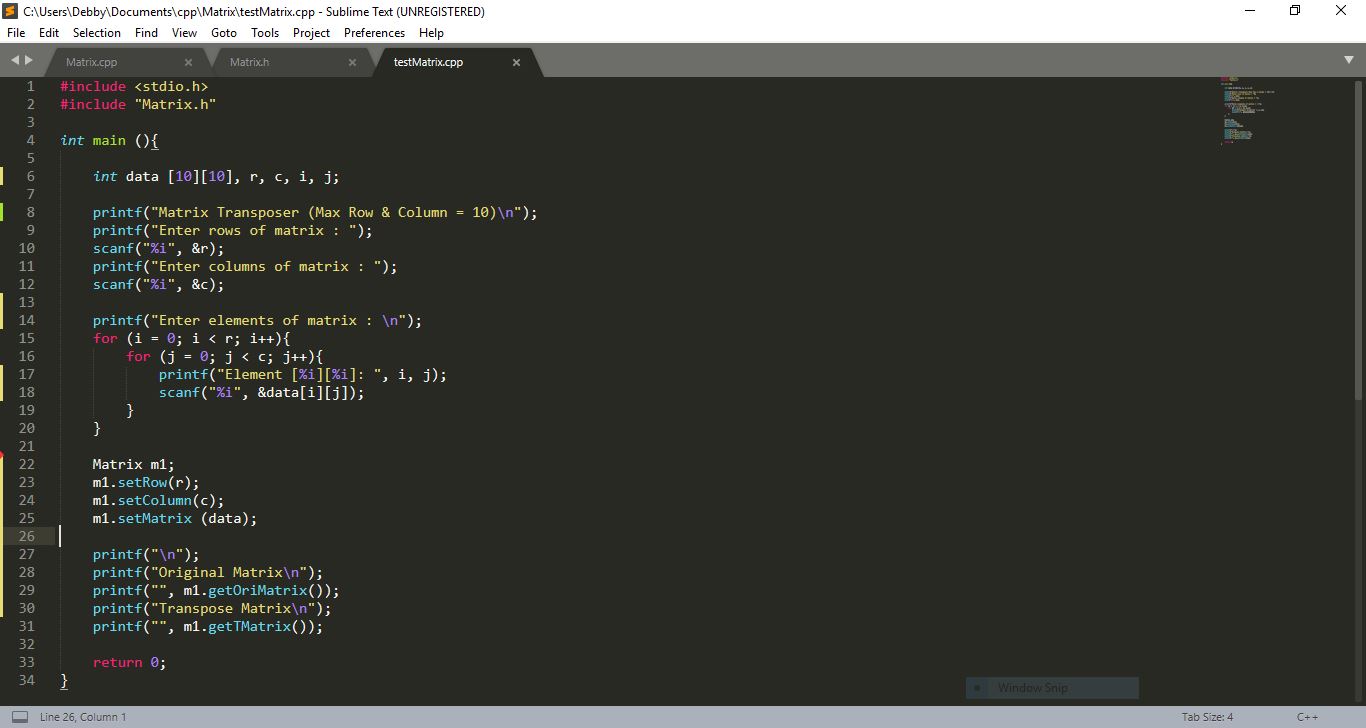 C:\Users\Debby\Documents\cpp\Matrix\testMatrix.cpp - Sublime Text (UNREGISTERED)
File Edit Selection Find View Goto Tools Project Preferences Help
Matrix.cpp Matrix.h testMatrix.cpp
1 #include <stdio.h>
2 #include "Matrix.h"
3
4 int main (){
5
6 int data [10][10], r, c, i, j;
7
8 printf("Matrix Transposer (Max Row & Column = 10)\n");
9 printf("Enter rows of matrix : ");
10 scanf("%i", &r);
11 printf("Enter columns of matrix : ");
12 scanf("%i", &c);
13
14 printf("Enter elements of matrix : \n");
15 for (i = 0; i < r; i++){
16 for (j = 0; j < c; j++){
17 printf("Element [%i][%i]: ", i, j);
18 scanf("%i", &data[i][j]);
19 }
20 }
21
22 Matrix m1;
23 m1.setRow(r);
24 m1.setColumn(c);
25 m1.setMatrix (data);
26
27 printf("\n");
28 printf("Original Matrix\n");
29 printf("", m1.getOriMatrix());
30 printf("Transpose Matrix\n");
31 printf("", m1.getTMatrix());
32
33 return 0;
34 }
Window Snip
Line 26, Column 1 Tab Size: 4 C++